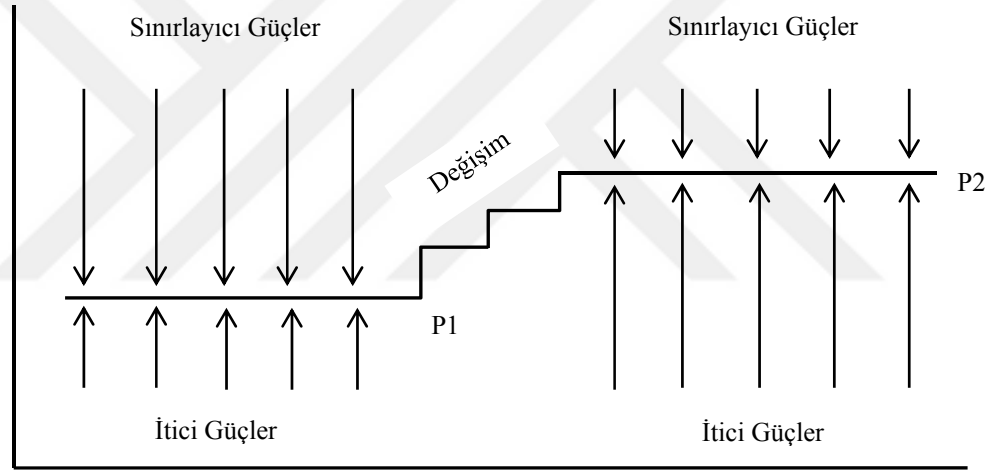 Sınırlayıcı Güçler
Sınırlayıcı Güçler
Değişim
P2
P1
İtici Güçler
İtici Güçler